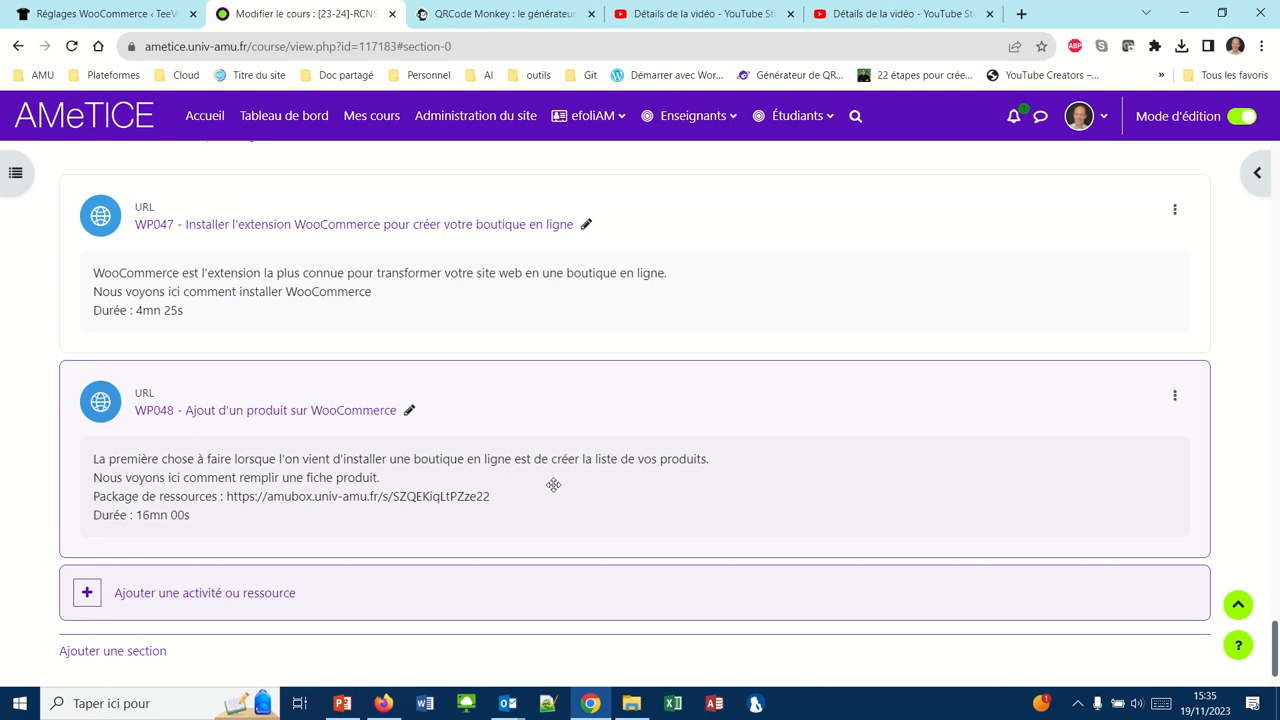 Réglages WooCommerce ‹ TeeV
Modifier le cours : [23-24]-RCNS
QRCode Monkey : le générateur
Détails de la vidéo - YouTube St
Détails de la vidéo - YouTube St
ametice.univ-amu.fr/course/view.php?id=117183#section-0
AMU
Plateformes
Cloud
Titre du site
Doc partagé
Personnel
AI
outils
Git
Démarrer avec Wor...
Générateur de QR...
22 étapes pour crée...
YouTube Creators –...
»
Tous les favoris
AMeTICE
Accueil
Tableau de bord
Mes cours
Administration du site
efoliAM
Enseignants
Étudiants
Mode d'édition
URL
WP047 - Installer l'extension WooCommerce pour créer votre boutique en ligne
WooCommerce est l'extension la plus connue pour transformer votre site web en une boutique en ligne.
Nous voyons ici comment installer WooCommerce
Durée : 4mn 25s
URL
WP048 - Ajout d'un produit sur WooCommerce
La première chose à faire lorsque l'on vient d'installer une boutique en ligne est de créer la liste de vos produits.
Nous voyons ici comment remplir une fiche produit.
Package de ressources : https://amubox.univ-amu.fr/s/SZQEKiqLtPZze22
Durée : 16mn 00s
+ Ajouter une activité ou ressource
Ajouter une section
?
Taper ici pour
15:35
19/11/2023